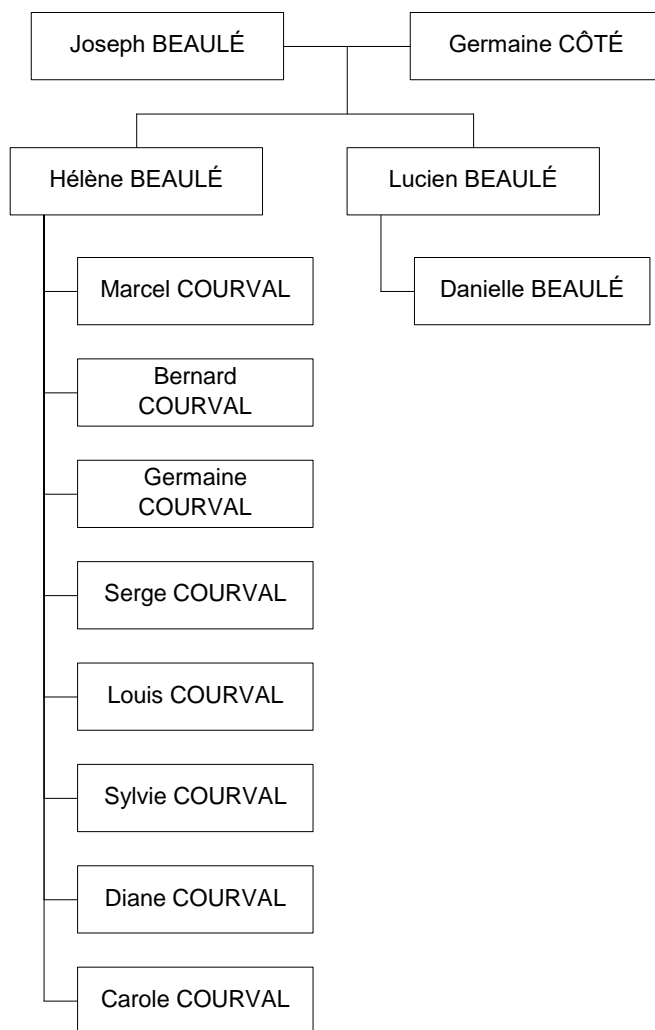 Joseph BEAULÉ
Germaine CÔTÉ
Hélène BEAULÉ
Lucien BEAULÉ
Marcel COURVAL
Danielle BEAULÉ
Bernard
COURVAL
Germaine
COURVAL
Serge COURVAL
Louis COURVAL
Sylvie COURVAL
Diane COURVAL
Carole COURVAL